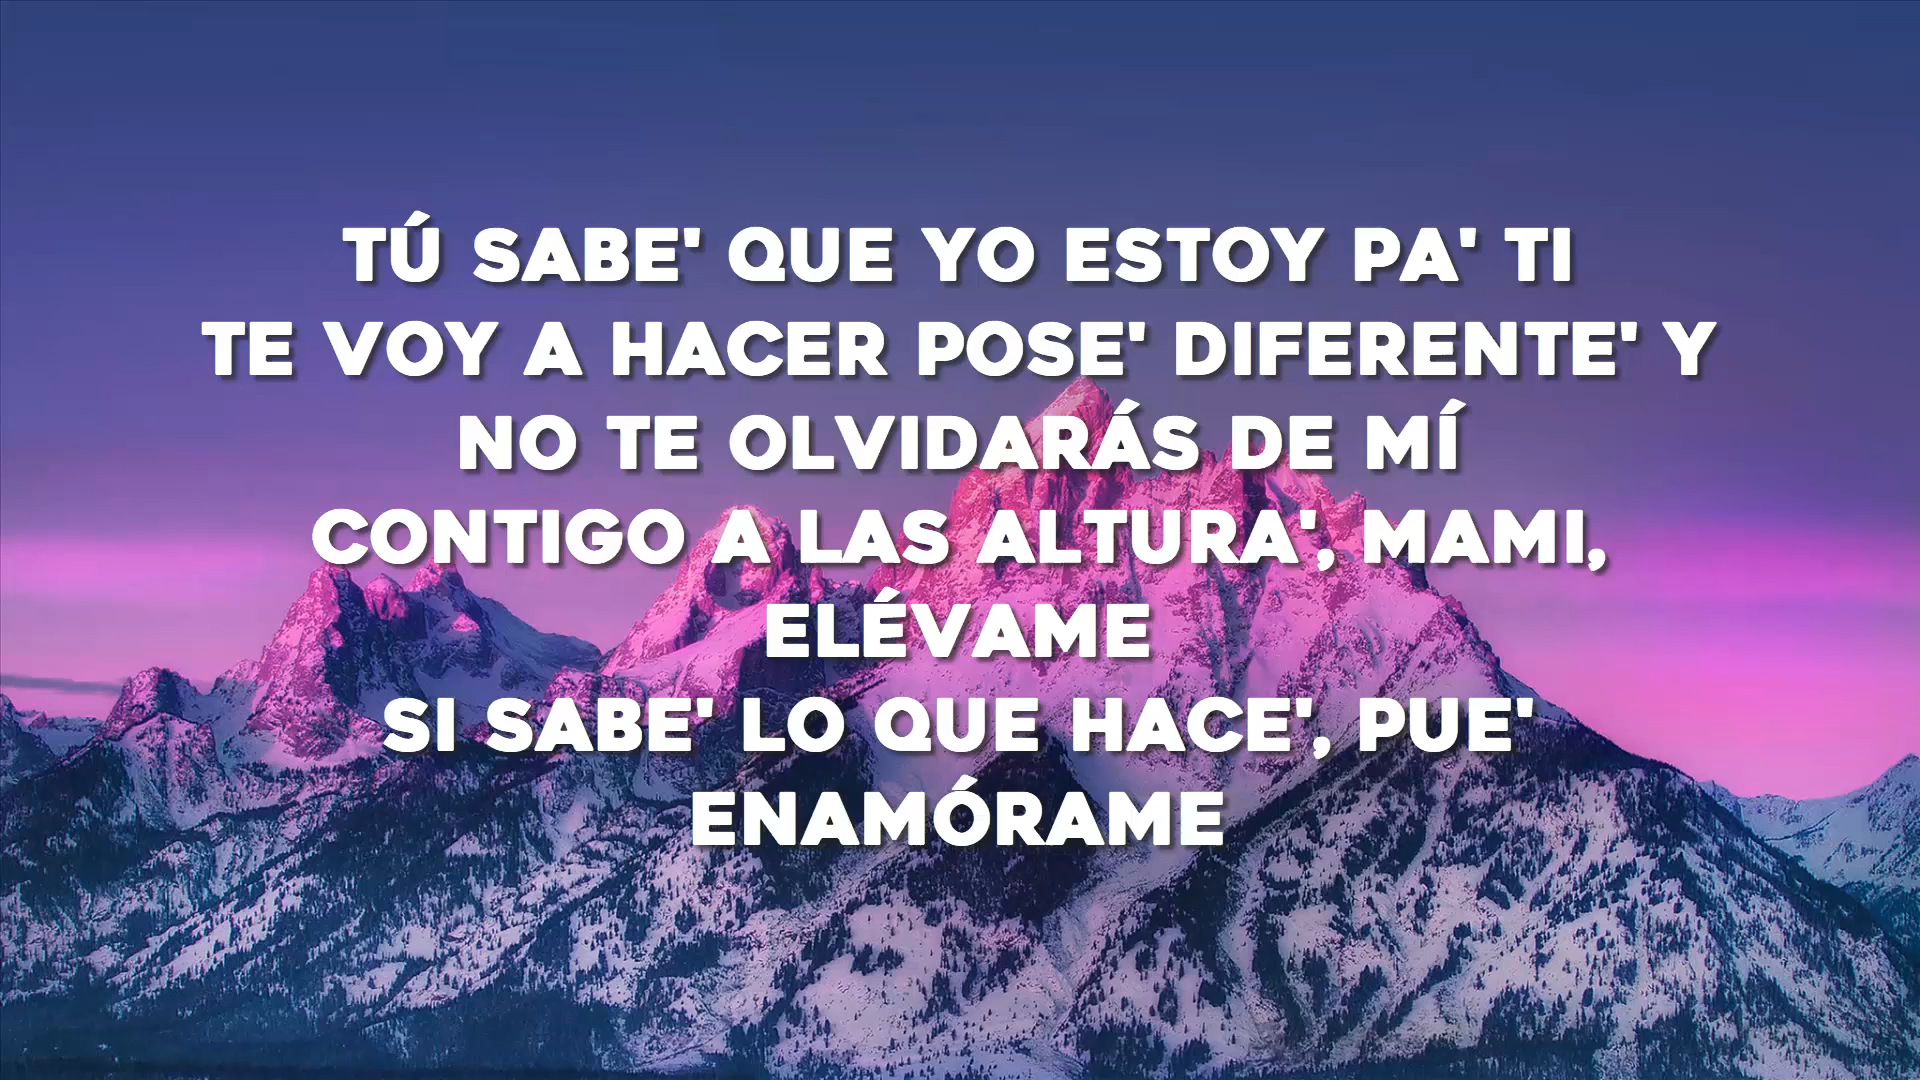 TÚ SABE' QUE YO ESTOY PA' TI
TE VOY A HACER POSE' DIFERENTE' Y
NO TE OLVIDARÁS DE MÍ
CONTIGO A LAS ALTURA', MAMI,
ELÉVAME
SI SABE' LO QUE HACE', PUE'
ENAMÓRAME